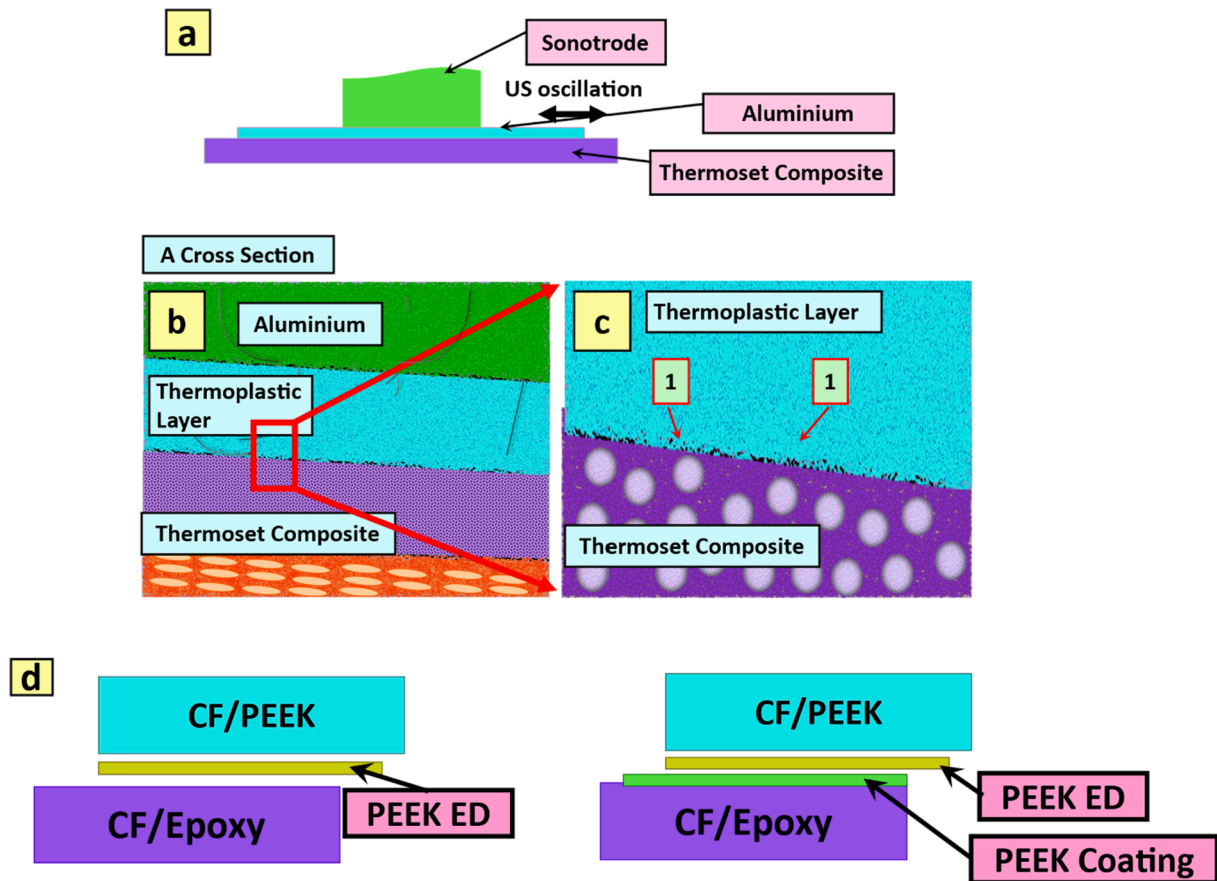 a
Sonotrode
US oscillation
Aluminium
Thermoset Composite
A Cross Section
b
Aluminium
Thermoplastic
Layer
Thermoset Composite
c
Thermoplastic Layer
1
1
Thermoset Composite
d
CF/PEEK
PEEK ED
CF/Epoxy
CF/PEEK
PEEK ED
CF/Epoxy
PEEK Coating